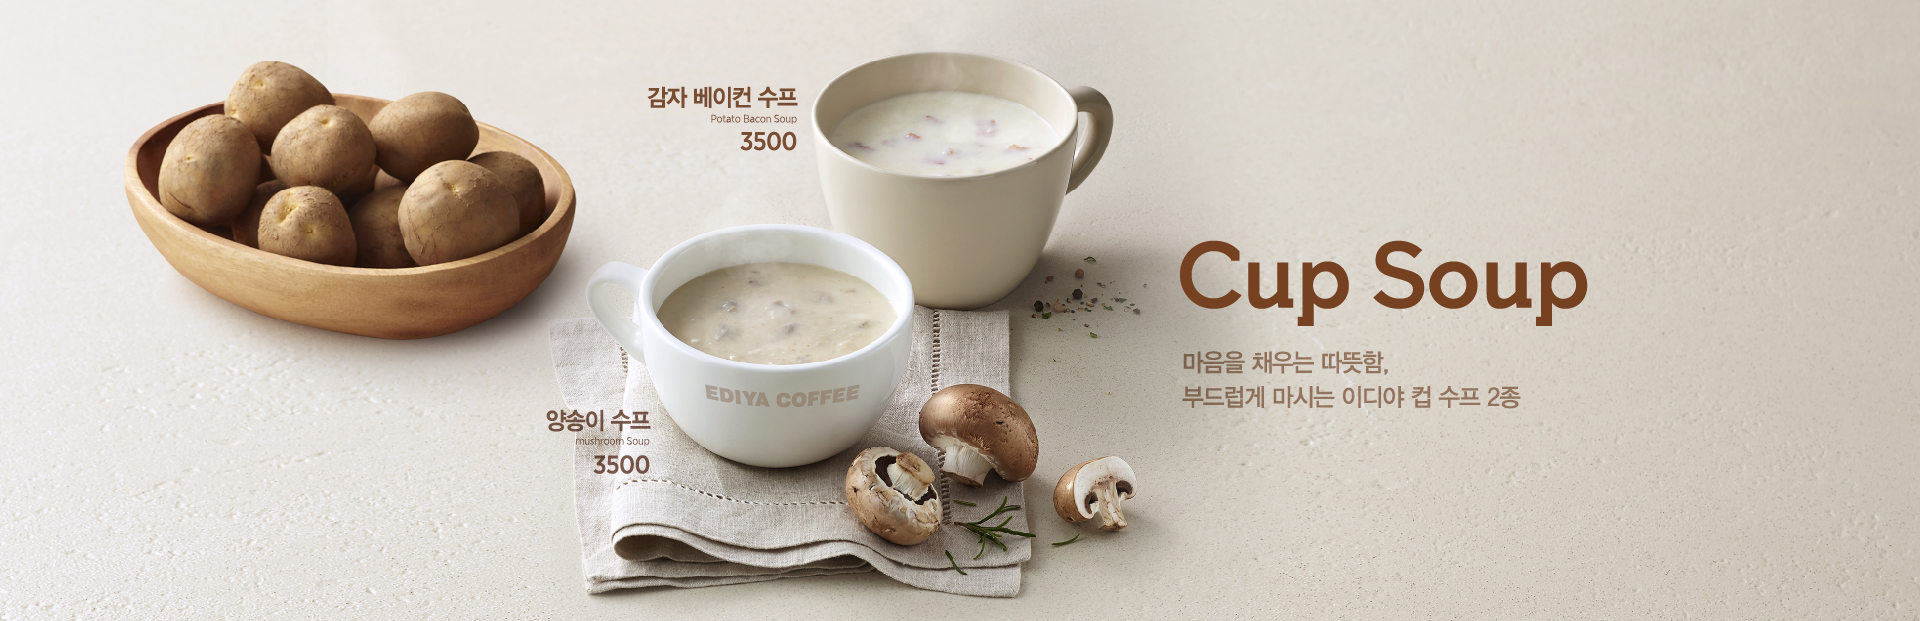 감자 베이컨 수프
Potato Bacon Soup
3500
EDIYA COFFEE
양송이 수프
mushroom Soup
3500
Cup Soup
마음을 채우는 따뜻함,
부드럽게 마시는 이디야 컵 수프 2종